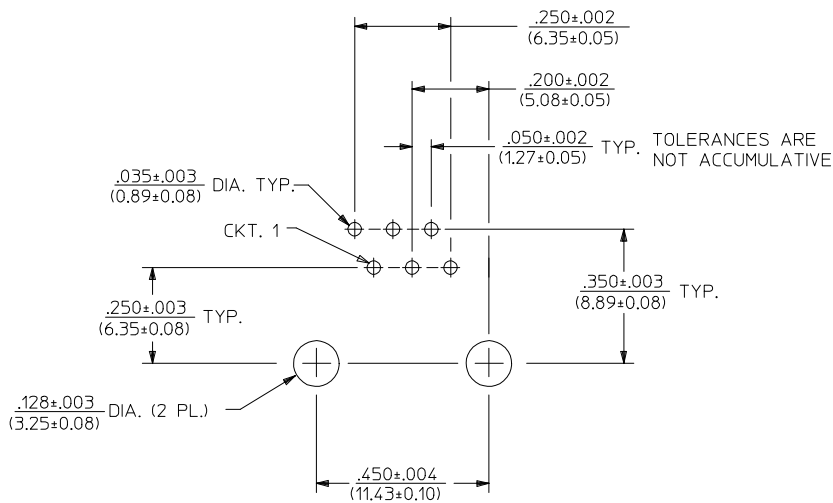 .250±.002
(6.35±0.05)
.200±.002
(5.08±0.05)
.050±.002
(1.27±0.05)
TYP. TOLERANCES ARE
NOT ACCUMULATIVE
.035±.003
(0.89±0.08)
DIA. TYP.
CKT. 1
.250±.003
(6.35±0.08)
TYP.
.350±.003
(8.89±0.08)
TYP.
.128±.003
(3.25±0.08)
DIA. (2 PL.)
.450±.004
(11.43±0.10)